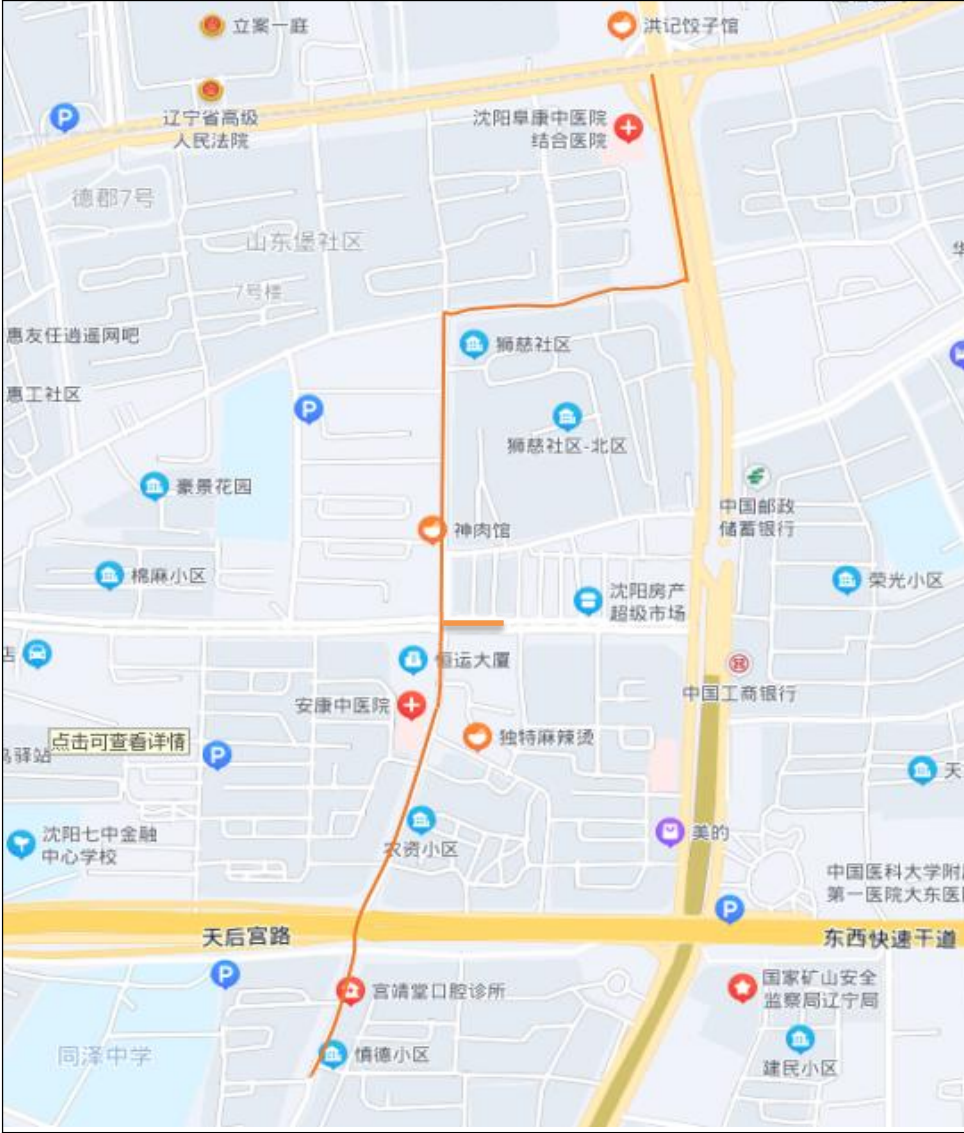 立案一庭
洪记饺子馆
辽宁省高级
人民法院
沈阳阜康中医院
结合医院
德郡7号
山东堡社区
7号楼
华
惠友任逍遥网吧
狮慈社区
惠工社区
狮慈社区-北区
豪景花园
中国邮政
储蓄银行
神肉馆
棉麻小区
荣光小区
沈阳房产
超级市场
店
恒运大厦
中国工商银行
安康中医院
点击可查看详情
独特麻辣烫
驿站
天
美的
沈阳七中金融
中心学校
农资小区
中国医科大学附
第一医院大东医
天后宫路
东西快速干道
宫靖堂口腔诊所
国家矿山安全
监察局辽宁局
同泽中学
慎德小区
建民小区